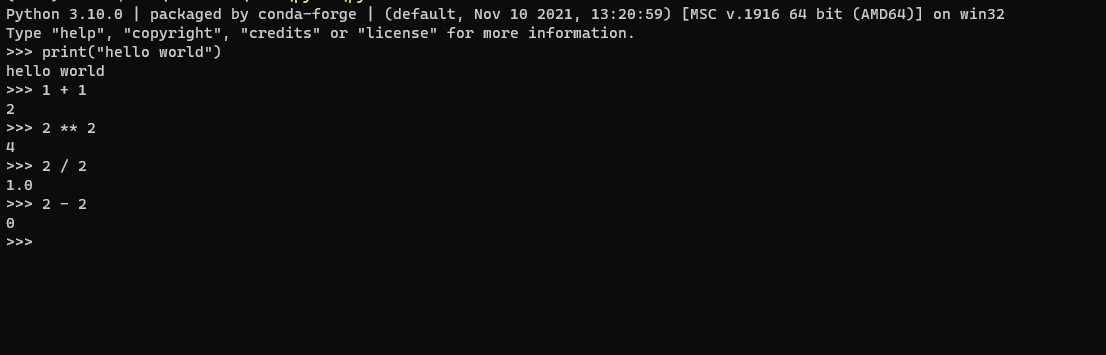 Python 3.10.0 | packaged by conda-forge | (default, Nov 10 2021, 13:20:59) [MSC v.1916 64 bit (AMD64)] on win32
Type "help", "copyright", "credits" or "license" for more information.
>>> print("hello world")
hello world
>>> 1 + 1
2
>>> 2 ** 2
4
>>> 2 / 2
1.0
>>> 2 - 2
0
>>>